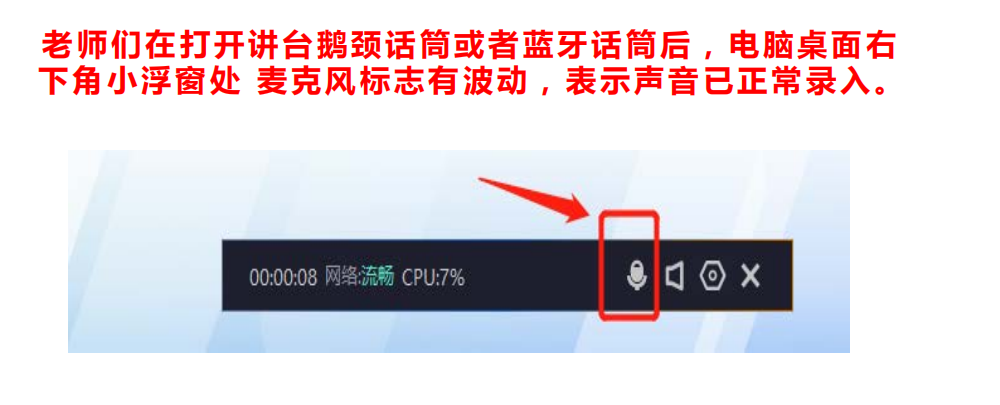 老师们在打开讲台鹅颈话筒或者蓝牙话筒后，电脑桌面右
下角小浮窗处 麦克风标志有波动，表示声音已正常录入。
00:00:08 网络:流畅 CPU:7%